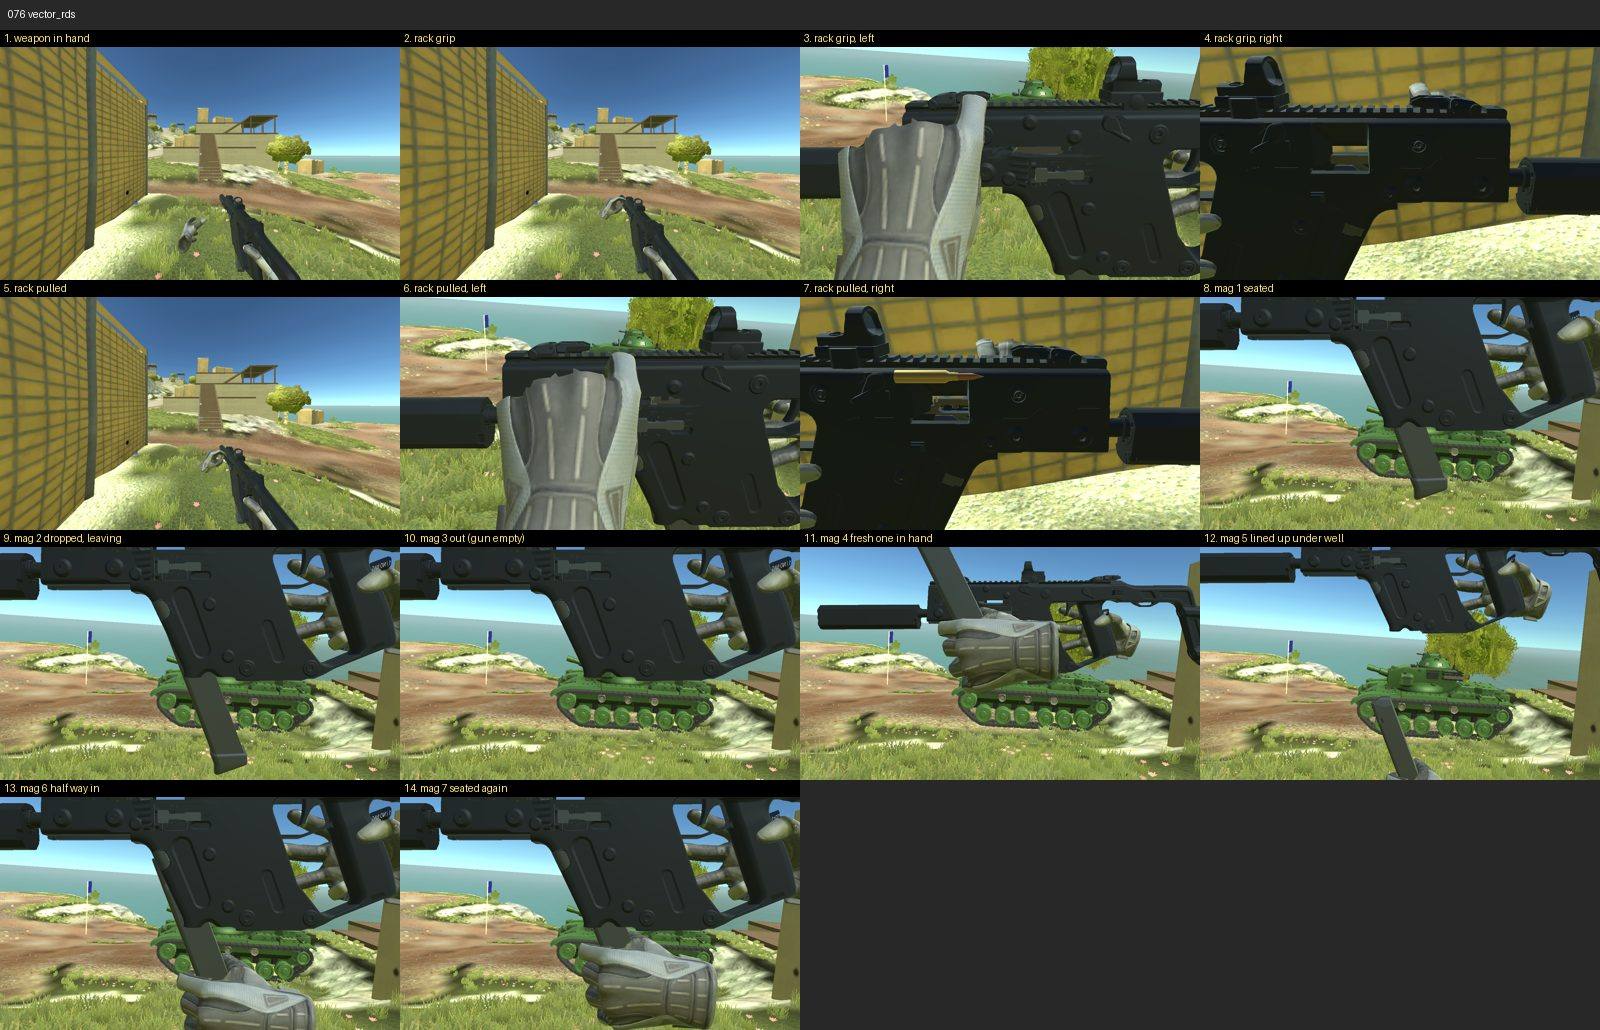 076 vector_rds
1. weapon in hand
2. rack grip
3. rack grip, left
4. rack grip, right
5. rack pulled
6. rack pulled, left
7. rack pulled, right
8. mag 1 seated
9. mag 2 dropped, leaving
10. mag 3 out (gun empty)
11. mag 4 fresh one in hand
12. mag 5 lined up under well
13. mag 6 half way in
14. mag 7 seated again